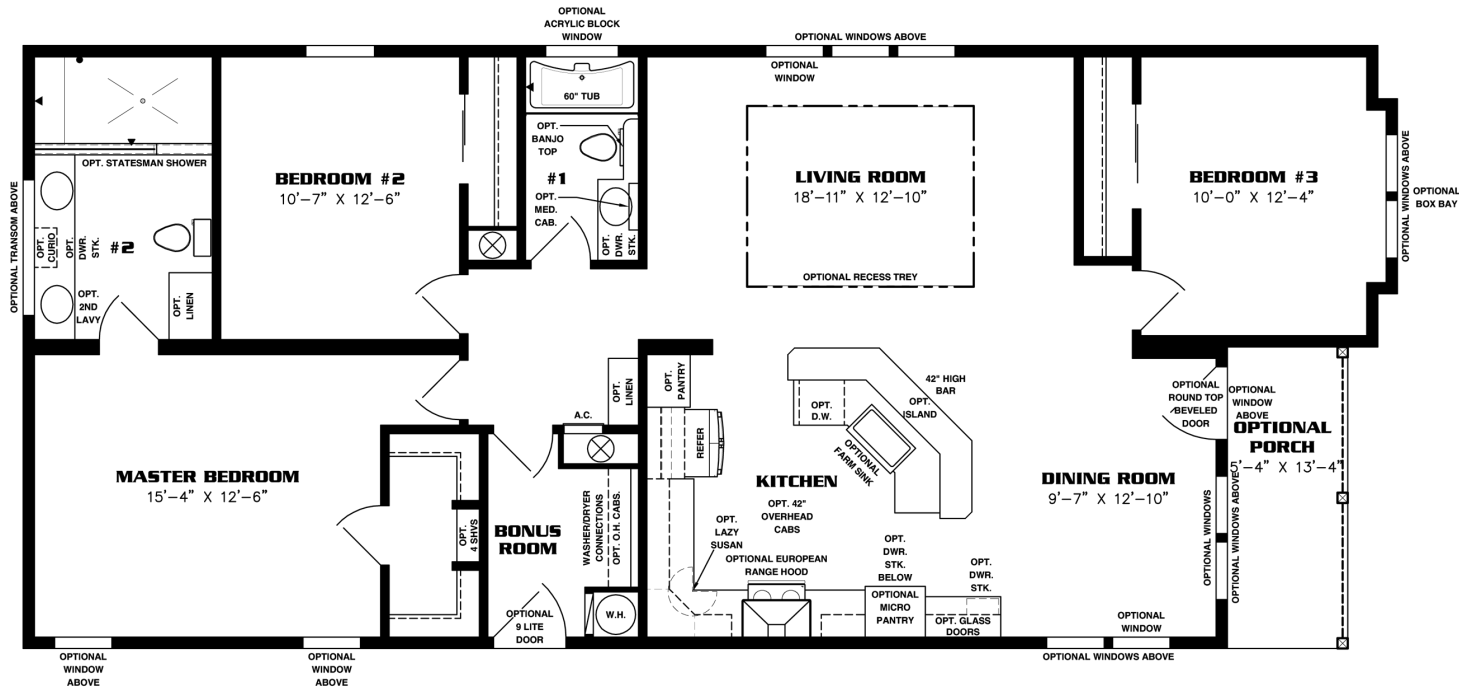 OPTIONAL
ACRYLIC BLOCK
WINDOW
OPTIONAL WINDOWS ABOVE
OPTIONAL
WINDOW
60" TUB
OPT.
BANJO
TOP
#1
OPT.
MED.
CAB.
OPT.
DWR.
STK.
OPT. STATESMAN SHOWER
OPTIONAL TRANSOM ABOVE
OPT.
CURIO
OPT.
DWR.
STK.
#2
OPT.
2ND
LAVY
OPT.
LINEN
BEDROOM #2
10'-7" X 12'-6"
LIVING ROOM
18'-11" X 12'-10"
OPTIONAL RECESS TREY
BEDROOM #3
10'-0" X 12'-4"
OPTIONAL WINDOWS ABOVE
OPTIONAL
BOX BAY
MASTER BEDROOM
15'-4" X 12'-6"
OPT.
4 SHVS
A.C.
OPT.
LINEN
BONUS
ROOM
WASHER/DRYER
CONNECTIONS
OPT. O.H. CABS.
W.H.
OPTIONAL
9 LITE
DOOR
OPT.
PANTRY
REFER
OPT.
D.W.
42" HIGH
BAR
OPT.
ISLAND
OPTIONAL
FARM SINK
KITCHEN
OPT. 42"
OVERHEAD
CABS
OPT.
LAZY
SUSAN
OPTIONAL EUROPEAN
RANGE HOOD
OPT.
DWR.
STK.
BELOW
OPTIONAL
MICRO
PANTRY
OPT.
DWR.
STK.
OPT. GLASS
DOORS
DINING ROOM
9'-7" X 12'-10"
OPTIONAL
ROUND TOP
BEVELED
DOOR
OPTIONAL
WINDOW
ABOVE
OPTIONAL
PORCH
5'-4" X 13'-4"
OPTIONAL WINDOWS
OPTIONAL WINDOWS ABOVE
OPTIONAL
WINDOW
OPTIONAL WINDOWS ABOVE
OPTIONAL
WINDOW
ABOVE
OPTIONAL
WINDOW
ABOVE